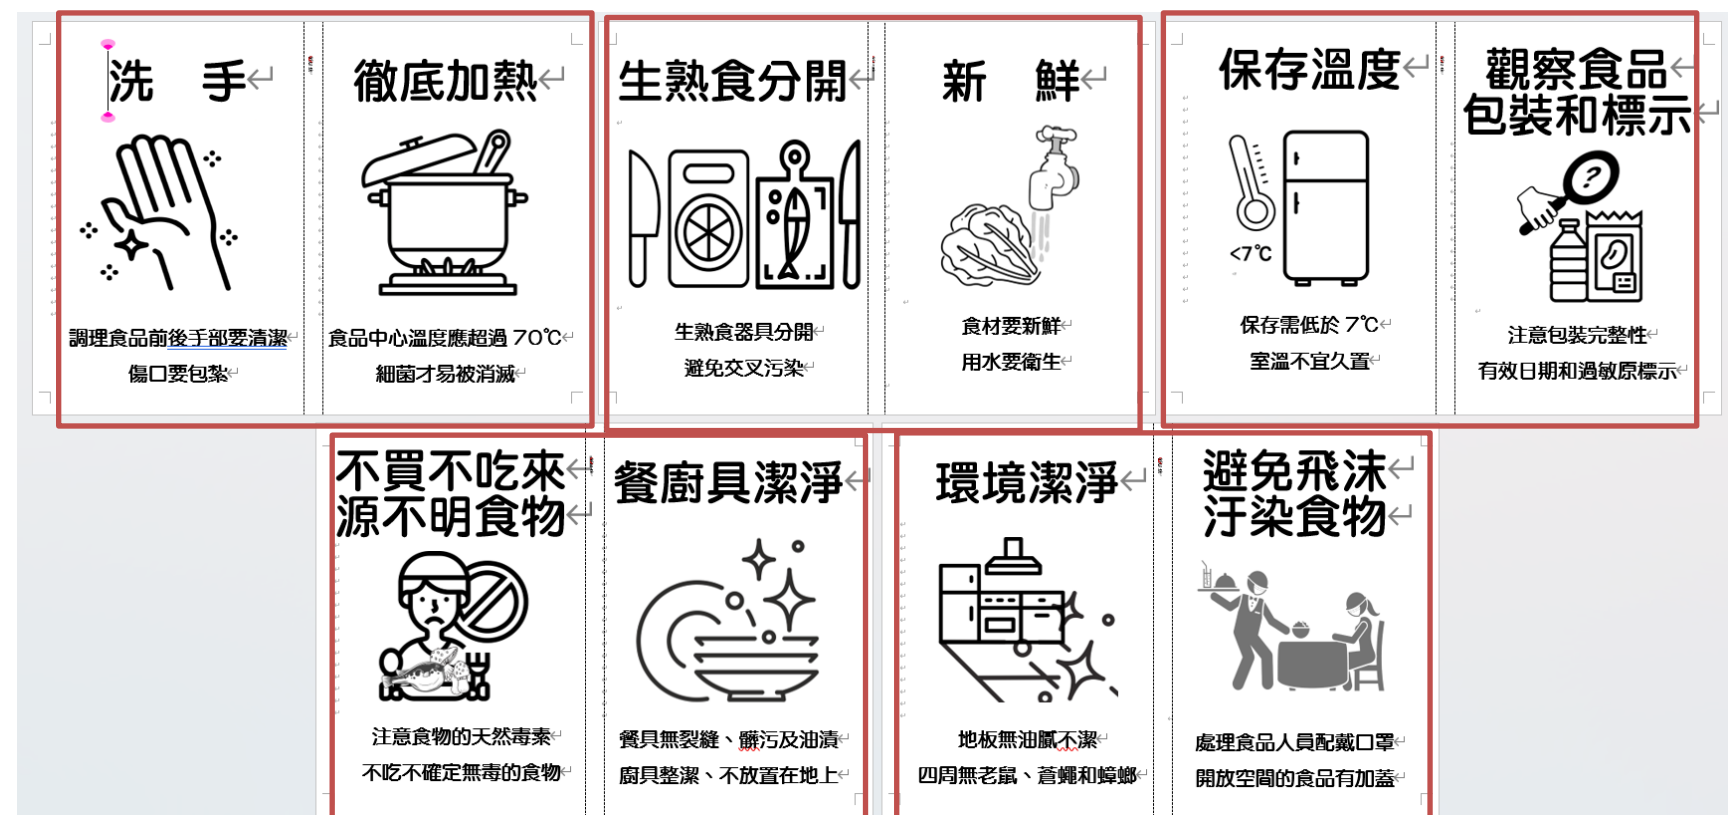 洗　手
調理食品前後手部要清潔
傷口要包紮
徹底加熱
食品中心溫度應超過 70℃
細菌才易被消滅
生熟食分開
生熟食器具分開
避免交叉污染
新　鮮
食材要新鮮
用水要衛生
保存溫度
<7℃
保存需低於 7℃
室溫不宜久置
觀察食品
包裝和標示
?
注意包裝完整性
有效日期和過敏原標示
不買不吃來
源不明食物
注意食物的天然毒素
不吃不確定無毒的食物
餐廚具潔淨
餐具無裂縫、髒污及油漬
廚具整潔、不放置在地上
環境潔淨
地板無油膩不潔
四周無老鼠、蒼蠅和蟑螂
避免飛沫
汙染食物
處理食品人員配戴口罩
開放空間的食品有加蓋